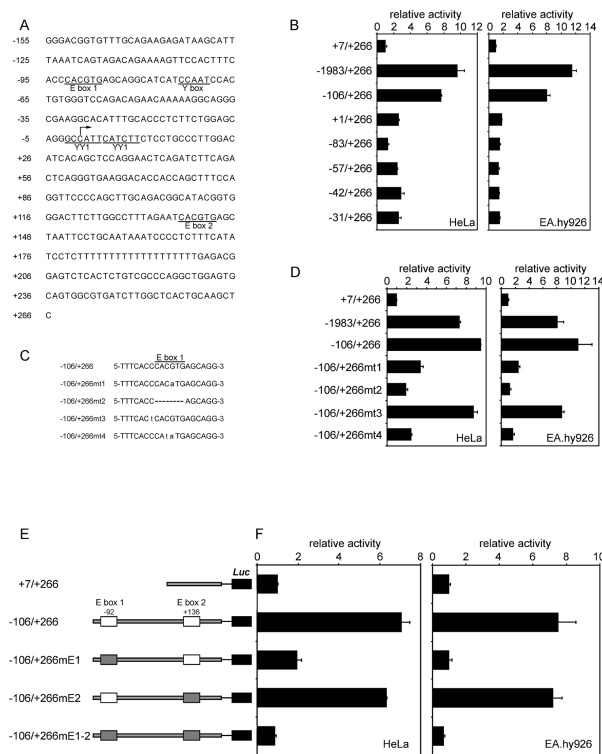 A
-155 GGGACGGTGTTTGCAGAAGAGATAAGCATT
-125 TAAATCAGTAGACAGAAAAGTTCCACTTTC
-95 ACCCACGTGAGCAGGCATCATCCAATCCAC
E box 1 Y box
-65 TGTGGGTCCAGACAGAACAAAAAGGCAGGG
-35 CGAAGGCACATTTGCACCCTCTTCTGGAGC
-5 AGGGCCATTCATCTTCTCCTGCCCTTGGAC
YY1 YY1
+26 ATCACAGCTCCAGGAACTCAGATCTTCAGA
+56 CTCAGGGTGAAGGACACCACCAGCTTTCCA
+86 GGTTCCCCAGCTTGCAGACGGCATACGGTG
+116 GGACTTCTTGGCCTTTAGAATCACGTGAGC
E box 2
+146 TAATTCCTGCAATAAATCCCCTCTTTCATA
+176 TCCTCTTTTTTTTTTTTTTTTTTTGAGACG
+206 GAGTCTCACTCTGTCGCCCAGGCTGGAGTG
+236 CAGTGGCGTGATCTTGGCTCACTGCAAGCT
+266 C
B
relative activity relative activity
0 2 4 6 8 10 12 0 2 4 6 8 10 12 14
+7/+266
-1983/+266
-106/+266
+1/+266
-83/+266
-57/+266
-42/+266
-31/+266
HeLa EA.hy926
C
E box 1
-106/+266 5-TTTCACCCACGTGAGCAGG-3
-106/+266mt1 5-TTTCACCCACaTGAGCAGG-3
-106/+266mt2 5-TTTCACC--------AGCAGG-3
-106/+266mt3 5-TTTCACtCACGTGAGCAGG-3
-106/+266mt4 5-TTTCACCCAtaTGAGCAGG-3
D
relative activity relative activity
0 2 4 6 8 10 0 2 4 6 8 10 12 14
+7/+266
-1983/+266
-106/+266
-106/+266mt1
-106/+266mt2
-106/+266mt3
-106/+266mt4
HeLa EA.hy926
E
Luc
+7/+266
E box 1 E box 2
-92 +136
-106/+266
-106/+266mE1
-106/+266mE2
-106/+266mE1-2
F
relative activity relative activity
0 2 4 6 8 0 2 4 6 8 10
HeLa EA.hy926